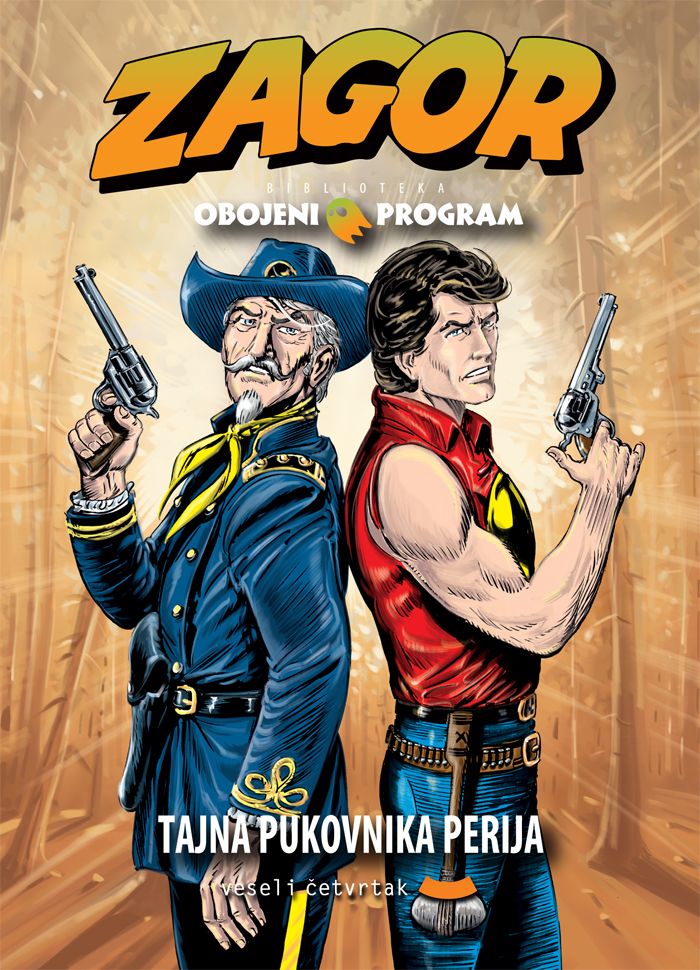 ZAGOR
BIBLIOTEKA
OBOJENI PROGRAM
TAJNA PUKOVNIKA PERIJA
veseli četvrtak